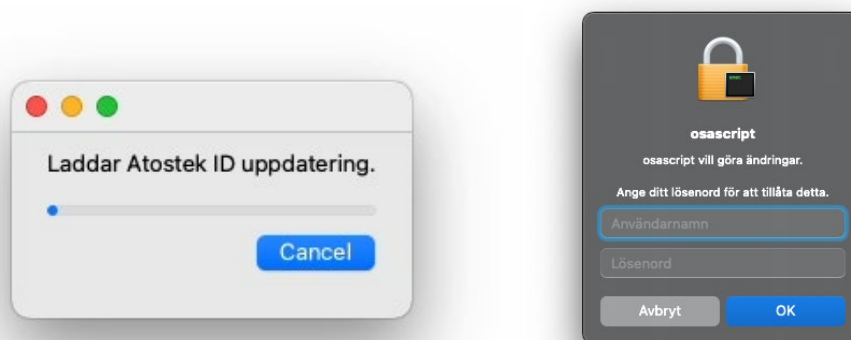 Laddar Atostek ID uppdatering.
Cancel
osascript
osascript vill göra ändringar.
Ange ditt lösenord för att tillåta detta.
Användarnamn
Lösenord
Avbryt OK